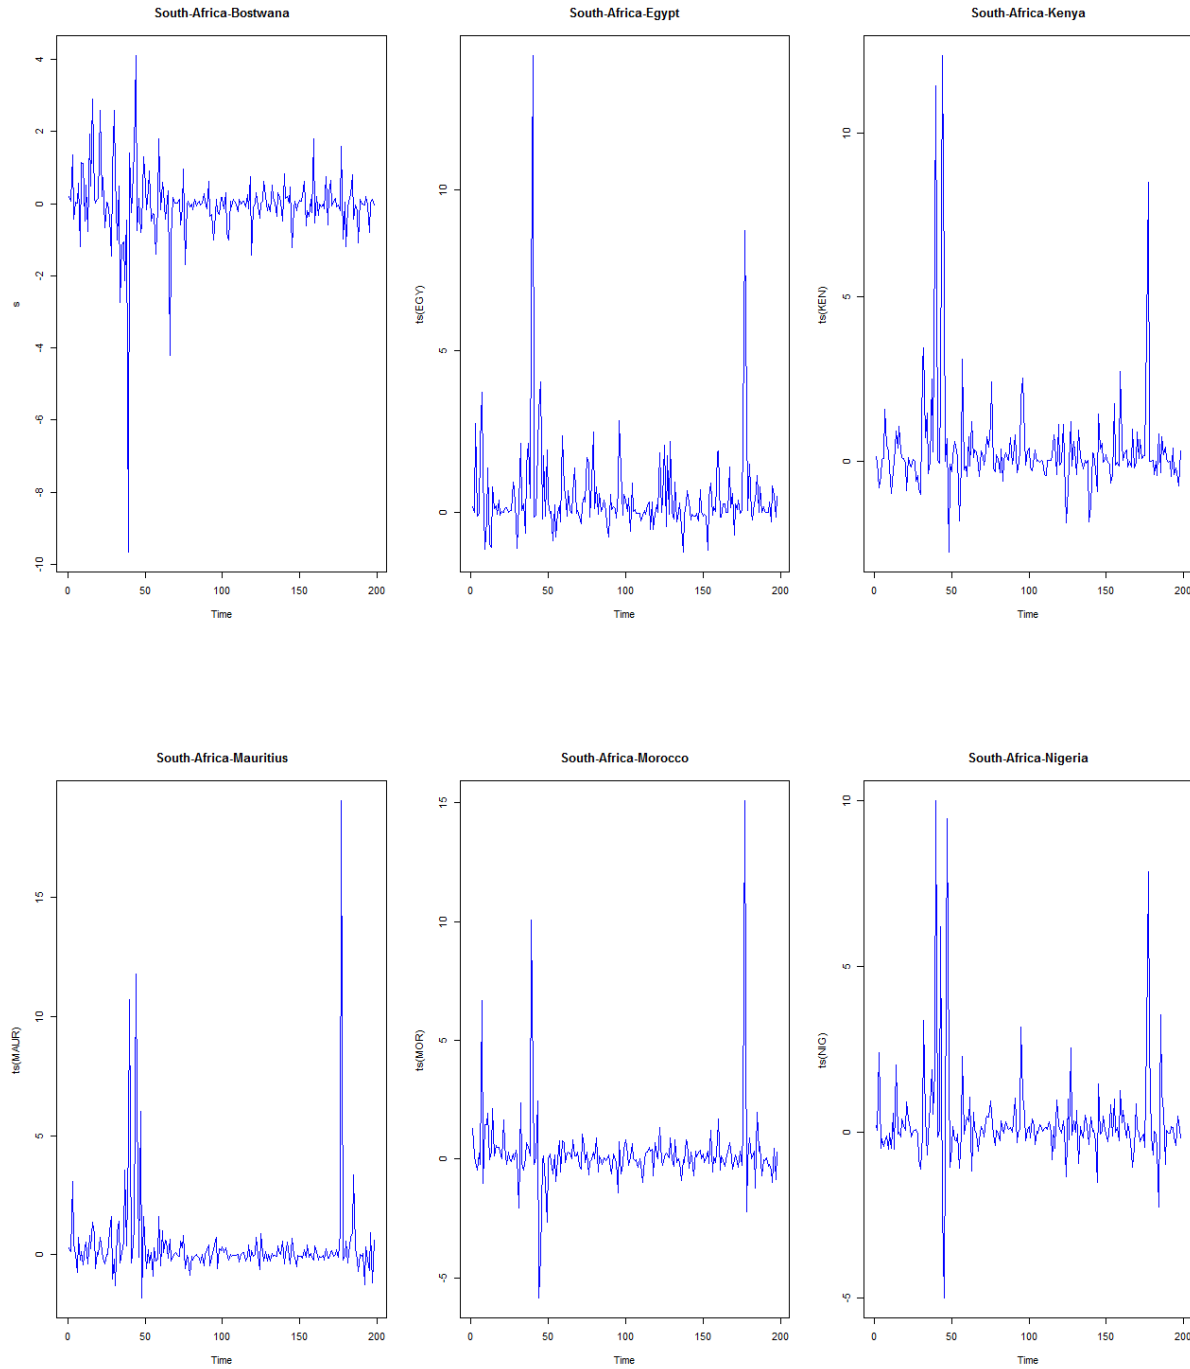 South-Africa-Bostwana
South-Africa-Egypt
South-Africa-Kenya
s
4
2
0
-2
-4
-6
-8
-10
0 50 100 150 200
Time
ts(EGY)
10
5
0
0 50 100 150 200
Time
ts(KEN)
10
5
0
0 50 100 150 200
Time
South-Africa-Mauritius
South-Africa-Morocco
South-Africa-Nigeria
ts(MAUR)
15
10
5
0
0 50 100 150 200
Time
ts(MOR)
15
10
5
0
-5
0 50 100 150 200
Time
ts(NIG)
10
5
0
-5
0 50 100 150 200
Time